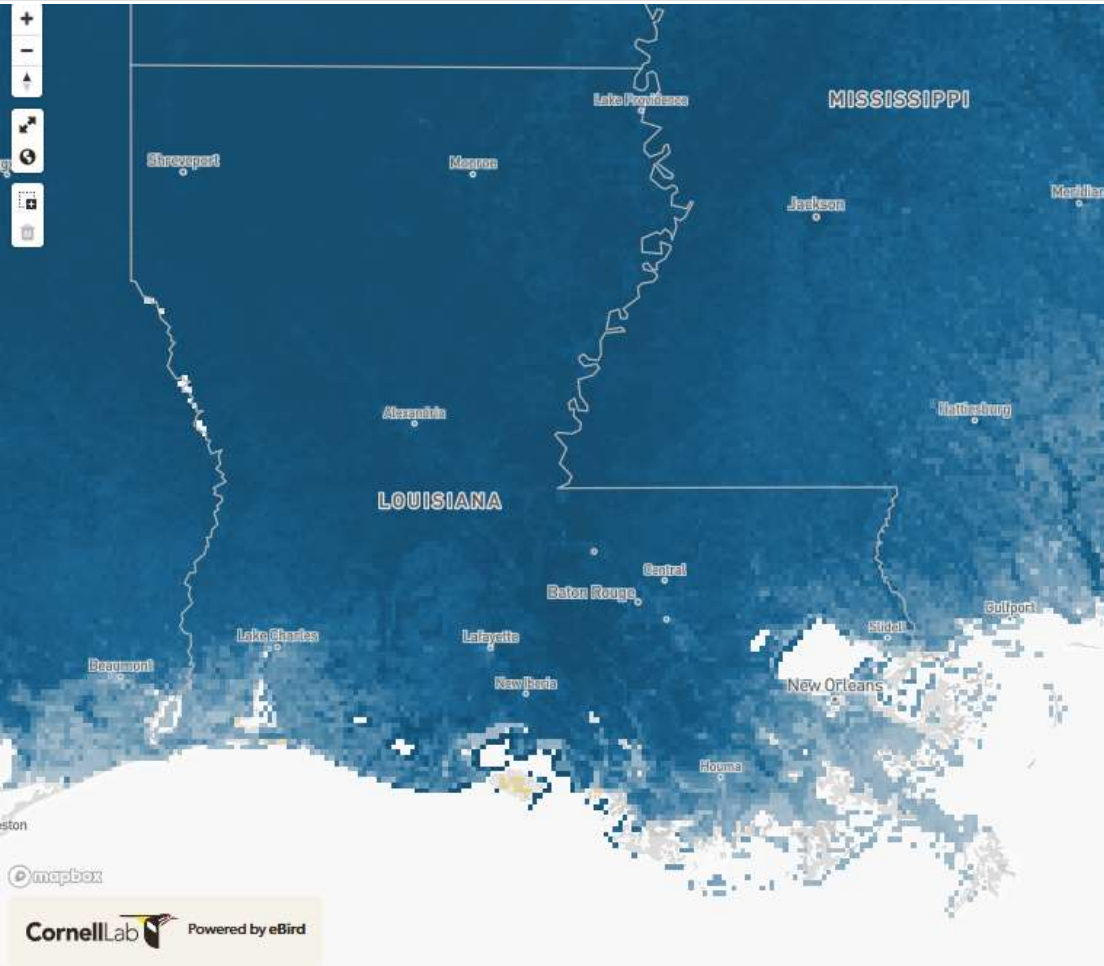 +
−
Lake Providence
MISSISSIPPI
Shreveport
Monroe
Jackson
Meridian
Alexandria
Hattiesburg
LOUISIANA
Central
Baton Rouge
Gulfport
Slidell
Lake Charles
Lafayette
Beaumont
New Iberia
New Orleans
Houma
eston
mapbox
CornellLab Powered by eBird